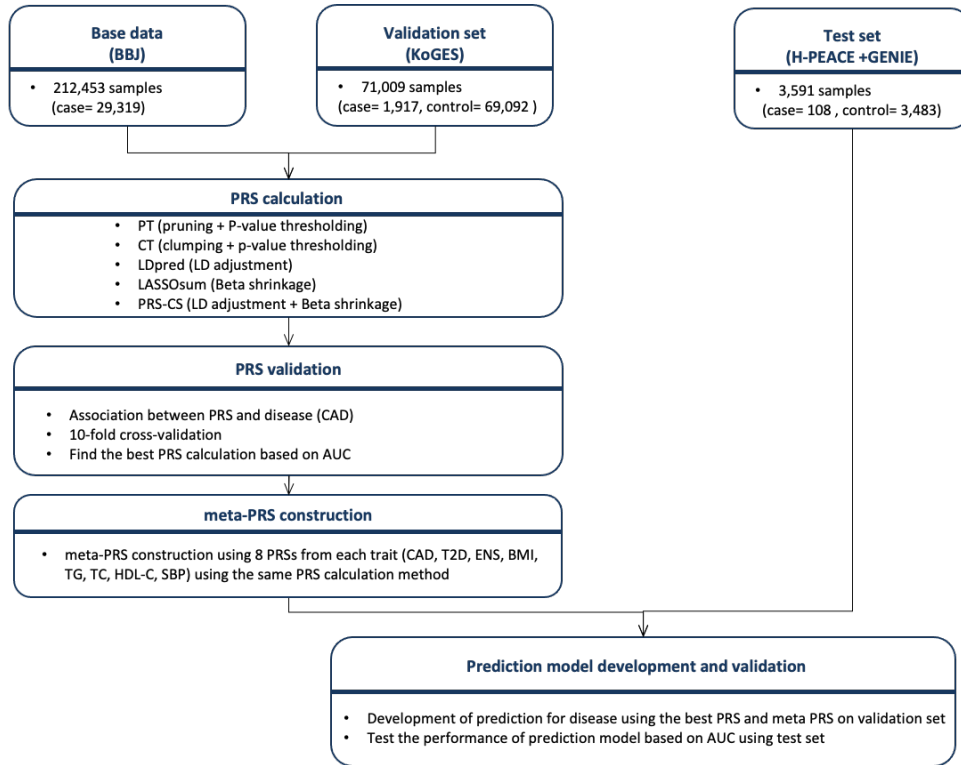 Base data
(BBJ)
• 212,453 samples
(case= 29,319)
Validation set
(KoGES)
• 71,009 samples
(case= 1,917, control= 69,092 )
Test set
(H-PEACE +GENIE)
• 3,591 samples
(case= 108 , control= 3,483)
PRS calculation
• PT (pruning + P-value thresholding)
• CT (clumping + p-value thresholding)
• LDpred (LD adjustment)
• LASSOsum (Beta shrinkage)
• PRS-CS (LD adjustment + Beta shrinkage)
PRS validation
• Association between PRS and disease (CAD)
• 10-fold cross-validation
• Find the best PRS calculation based on AUC
meta-PRS construction
• meta-PRS construction using 8 PRSs from each trait (CAD, T2D, ENS, BMI,
TG, TC, HDL-C, SBP) using the same PRS calculation method
Prediction model development and validation
• Development of prediction for disease using the best PRS and meta PRS on validation set
• Test the performance of prediction model based on AUC using test set